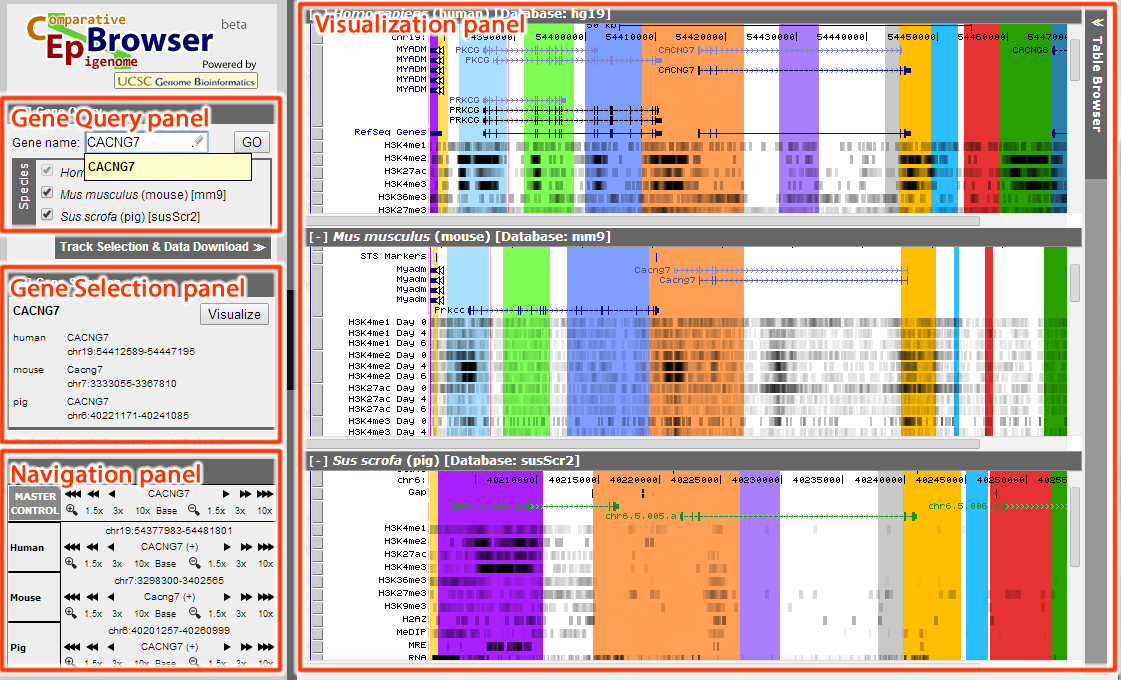 Comparative
CEpBrowser
Epigenome
beta
Powered by
UCSC Genome Bioinformatics
Gene Query panel
Gene name: CACNG7 GO
CACNG7
Species
Mus musculus (mouse) [mm9]
Sus scrofa (pig) [susScr2]
Track Selection & Data Download ≫
Gene Selection panel
CACNG7
Visualize
human CACNG7
chr19:54412589-54447195
mouse Cacng7
chr7:3333055-3367810
pig CACNG7
chr6:40221171-40241085
Navigation panel
MASTER CONTROL
CACNG7
1.5x 3x 10x Base 1.5x 3x 10x
chr19:54377983-54481801
Human
CACNG7 (+)
1.5x 3x 10x Base 1.5x 3x 10x
chr7:3298300-3402565
Mouse
Cacng7 (+)
1.5x 3x 10x Base 1.5x 3x 10x
chr6:40201257-40260999
Pig
CACNG7 (+)
1.5x 3x 10x Base 1.5x 3x 10x
Visualization panel
[-] Homo sapiens (human) [Database: hg19]
50 kb
chr19: 54390000| 54400000| 54410000| 54420000| 54430000| 54440000| 54450000| 54460000| 5447
MYADM PKCG CACNG7 CACNG8
MYADM PKCG
MYADM CACNG7
MYADM
MYADM
PRKCG
PRKCG
PRKCG
RefSeq Genes
H3K4me1
H3K4me2
H3K27ac
H3K4me3
H3K36me3
H3K27me3
[-] Mus musculus (mouse) [Database: mm9]
STS Markers
Myadm Cacng7
Myadm Cacng7
Myadm
Myadm
Prkcc
H3K4me1 Day 0
H3K4me1 Day 4
H3K4me1 Day 6
H3K4me2 Day 0
H3K4me2 Day 4
H3K4me2 Day 6
H3K27ac Day 0
H3K27ac Day 4
H3K27ac Day 6
H3K4me3 Day 0
H3K4me3 Day 4
[-] Sus scrofa (pig) [Database: susScr2]
chr6: 40210000| 40215000| 40220000| 40225000| 40230000| 40235000| 40240000| 40245000| 40250000| 40255
Gap
chr6.5.004.a chr6.5.006.a
chr6.5.005.a
H3K4me1
H3K4me2
H3K27ac
H3K4me3
H3K36me3
H3K27me3
H3K9me3
H2AZ
MeDIP
MRE
RNA
≪
Table Browser